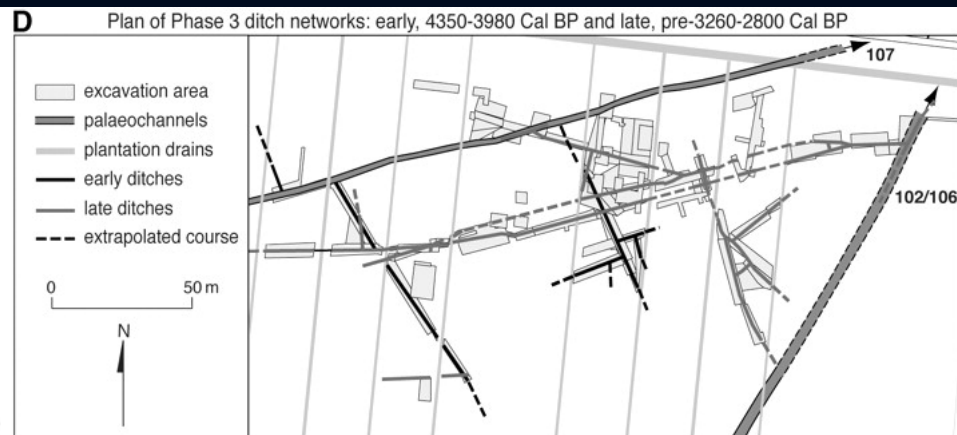 D
Plan of Phase 3 ditch networks: early, 4350-3980 Cal BP and late, pre-3260-2800 Cal BP
excavation area
palaeochannels
plantation drains
early ditches
late ditches
extrapolated course
0 50 m
N
107
102/106